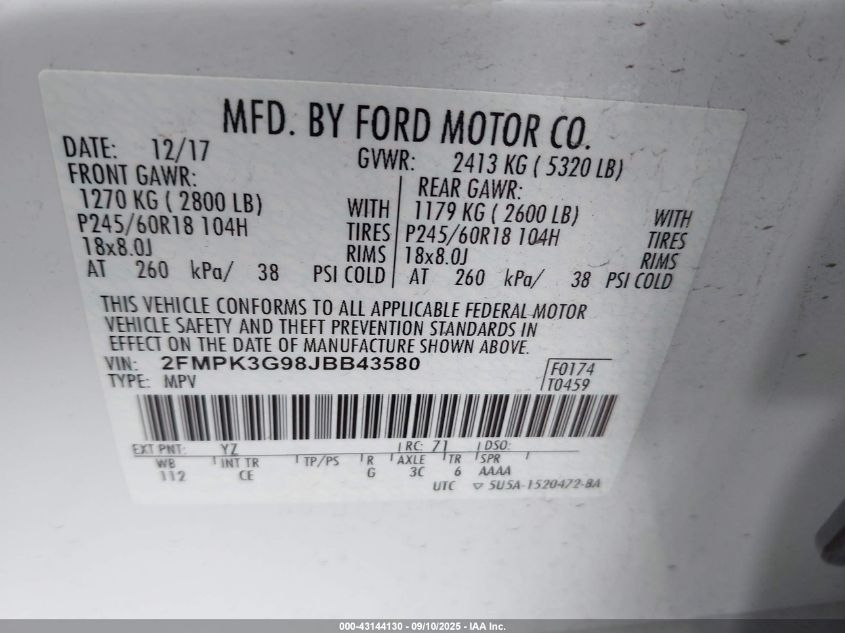 MFD. BY FORD MOTOR CO.
DATE: 12/17 GVWR: 2413 KG ( 5320 LB)
FRONT GAWR: REAR GAWR:
1270 KG ( 2800 LB) WITH 1179 KG ( 2600 LB) WITH
P245/60R18 104H TIRES P245/60R18 104H TIRES
18x8.0J RIMS 18x8.0J RIMS
AT 260 kPa/ 38 PSI COLD AT 260 kPa/ 38 PSI COLD
THIS VEHICLE CONFORMS TO ALL APPLICABLE FEDERAL MOTOR
VEHICLE SAFETY AND THEFT PREVENTION STANDARDS IN
EFFECT ON THE DATE OF MANUFACTURE SHOWN ABOVE.
VIN: 2FMPK3G98JBB43580 F0174
TYPE: MPV T0459
EXT PNT: YZ RC: 71 DSO:
WB INT TR TP/PS R AXLE TR SPR
112 CE G 3C 6 AAAA
UTC ▽ 5U5A-1520472-BA
000-43144130 - 09/10/2025 - IAA Inc.